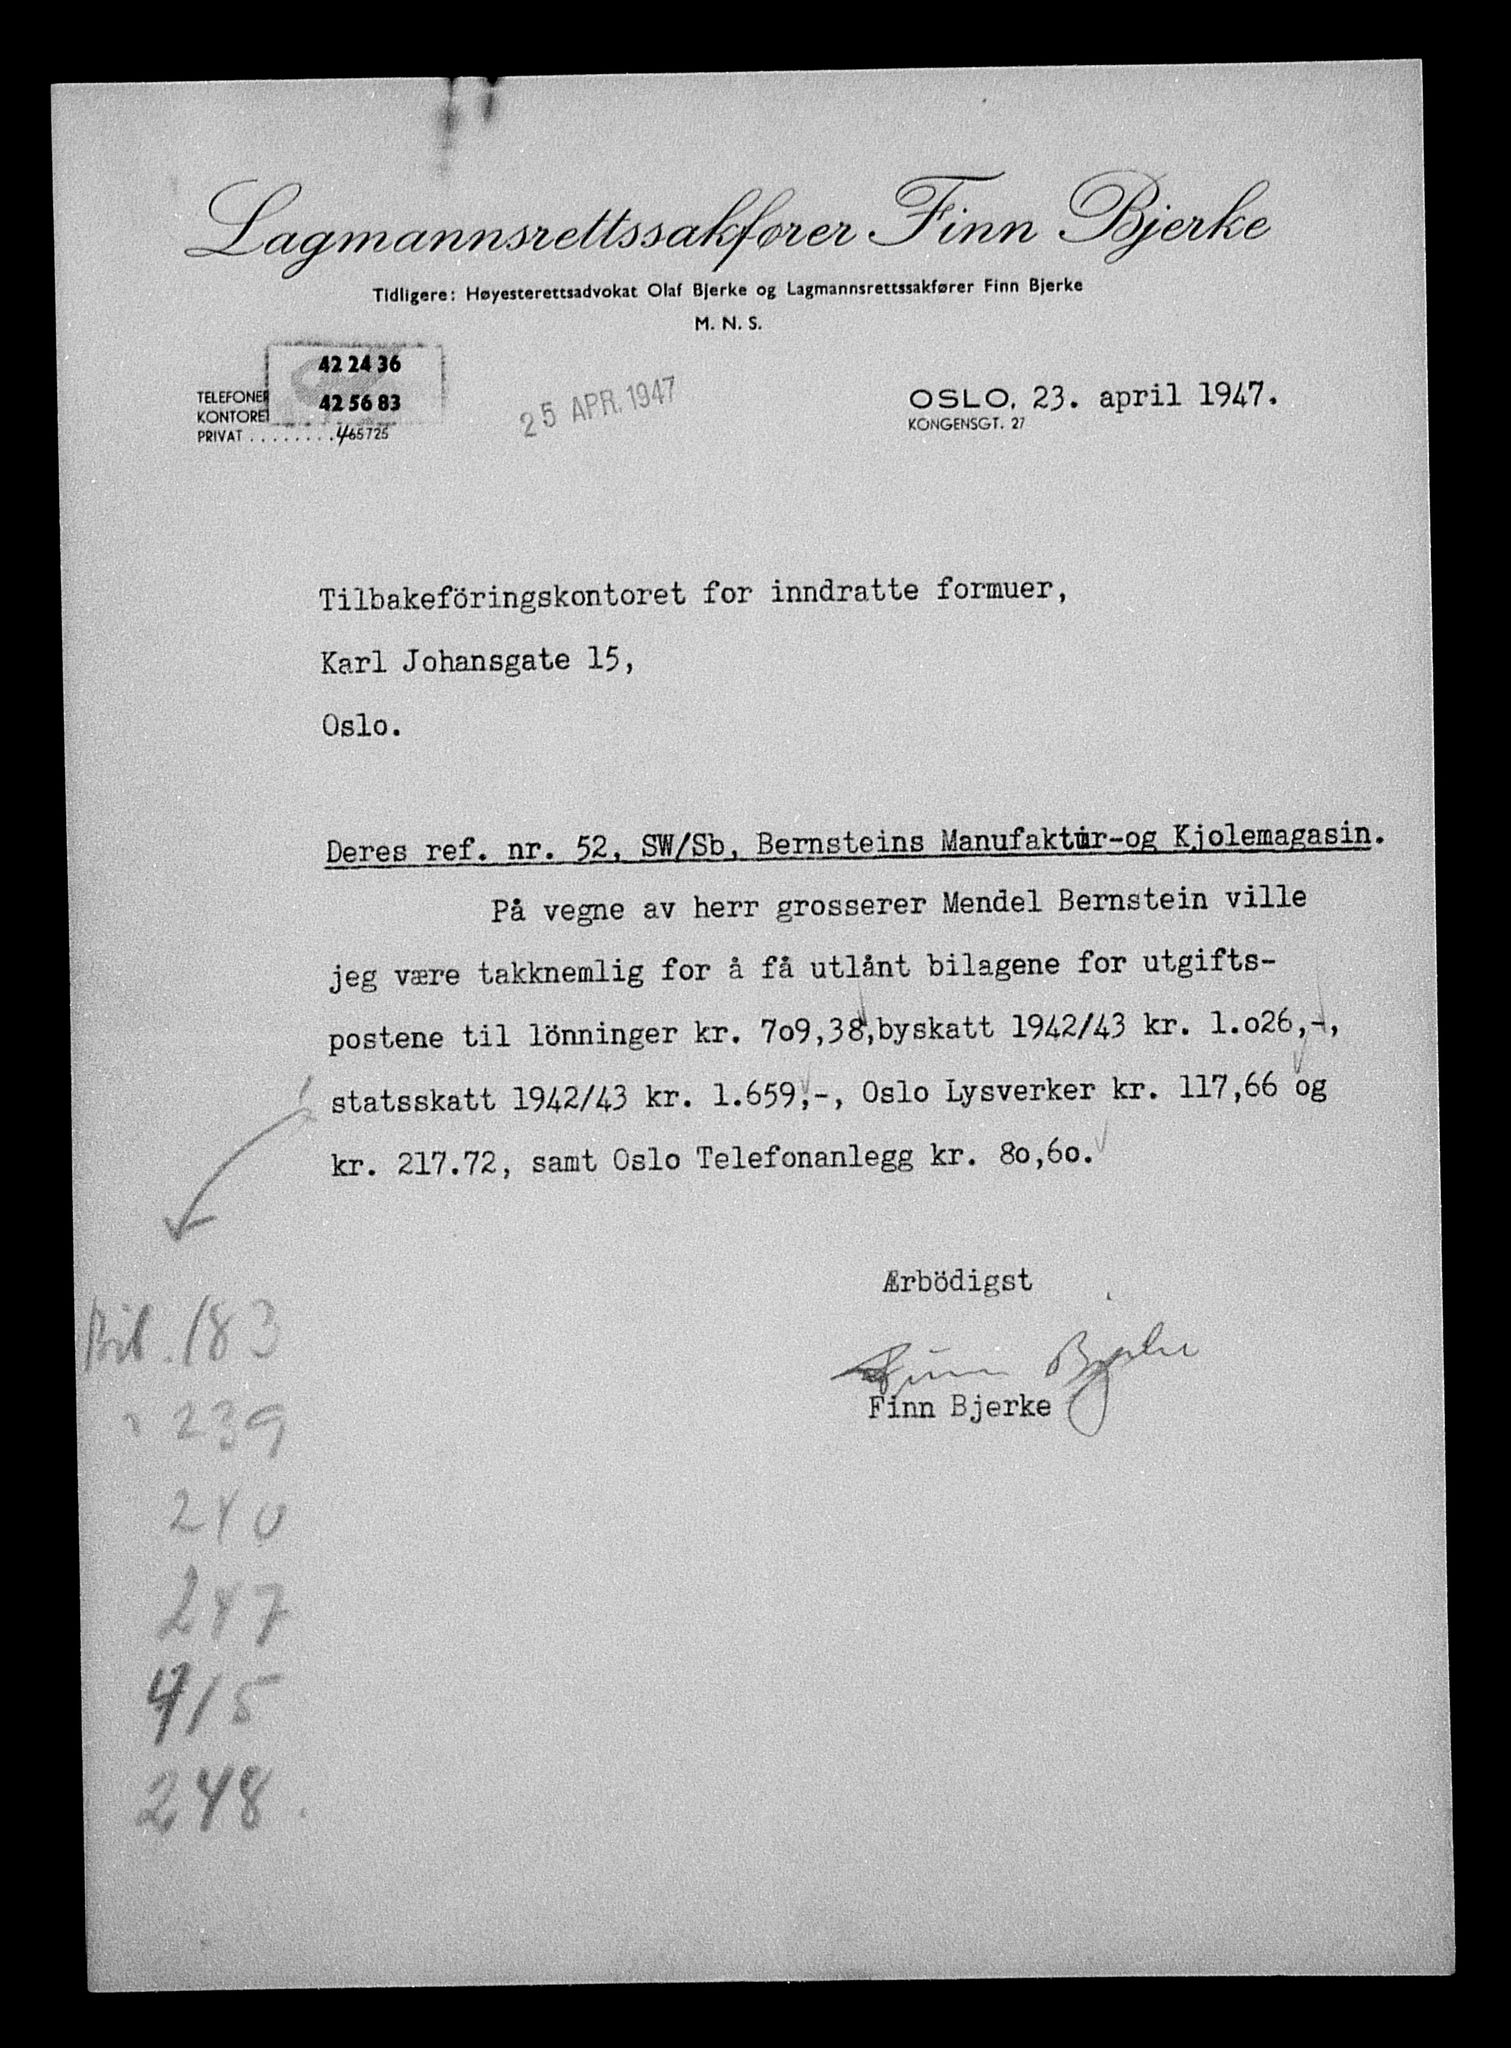 Lagmannsrettssakfører Finn Bjerke
Tidligere: Høyesterettsadvokat Olaf Bjerke og Lagmannsrettssakfører Finn Bjerke
M. N. S.
42 24 36
TELEFONER
KONTORET 42 56 83
PRIVAT ........ 465725
25 APR. 1947
OSLO, 23. april 1947.
KONGENSGT. 27
Tilbakeföringskontoret for inndratte formuer,
Karl Johansgate 15,
Oslo.
Deres ref. nr. 52, SW/Sb, Bernsteins Manufaktur-og Kjolemagasin.
På vegne av herr grosserer Mendel Bernstein ville
jeg være takknemlig for å få utlånt bilagene for utgifts-
postene til lönninger kr. 7o9,38,byskatt 1942/43 kr. 1.o26,-,
statsskatt 1942/43 kr. 1.659,-, Oslo Lysverker kr. 117,66 og
kr. 217.72, samt Oslo Telefonanlegg kr. 8o,6o.
Ærbödigst
Finn Bjerke
Finn Bjerke
Bil. 183
" 239
240
247
415
248.